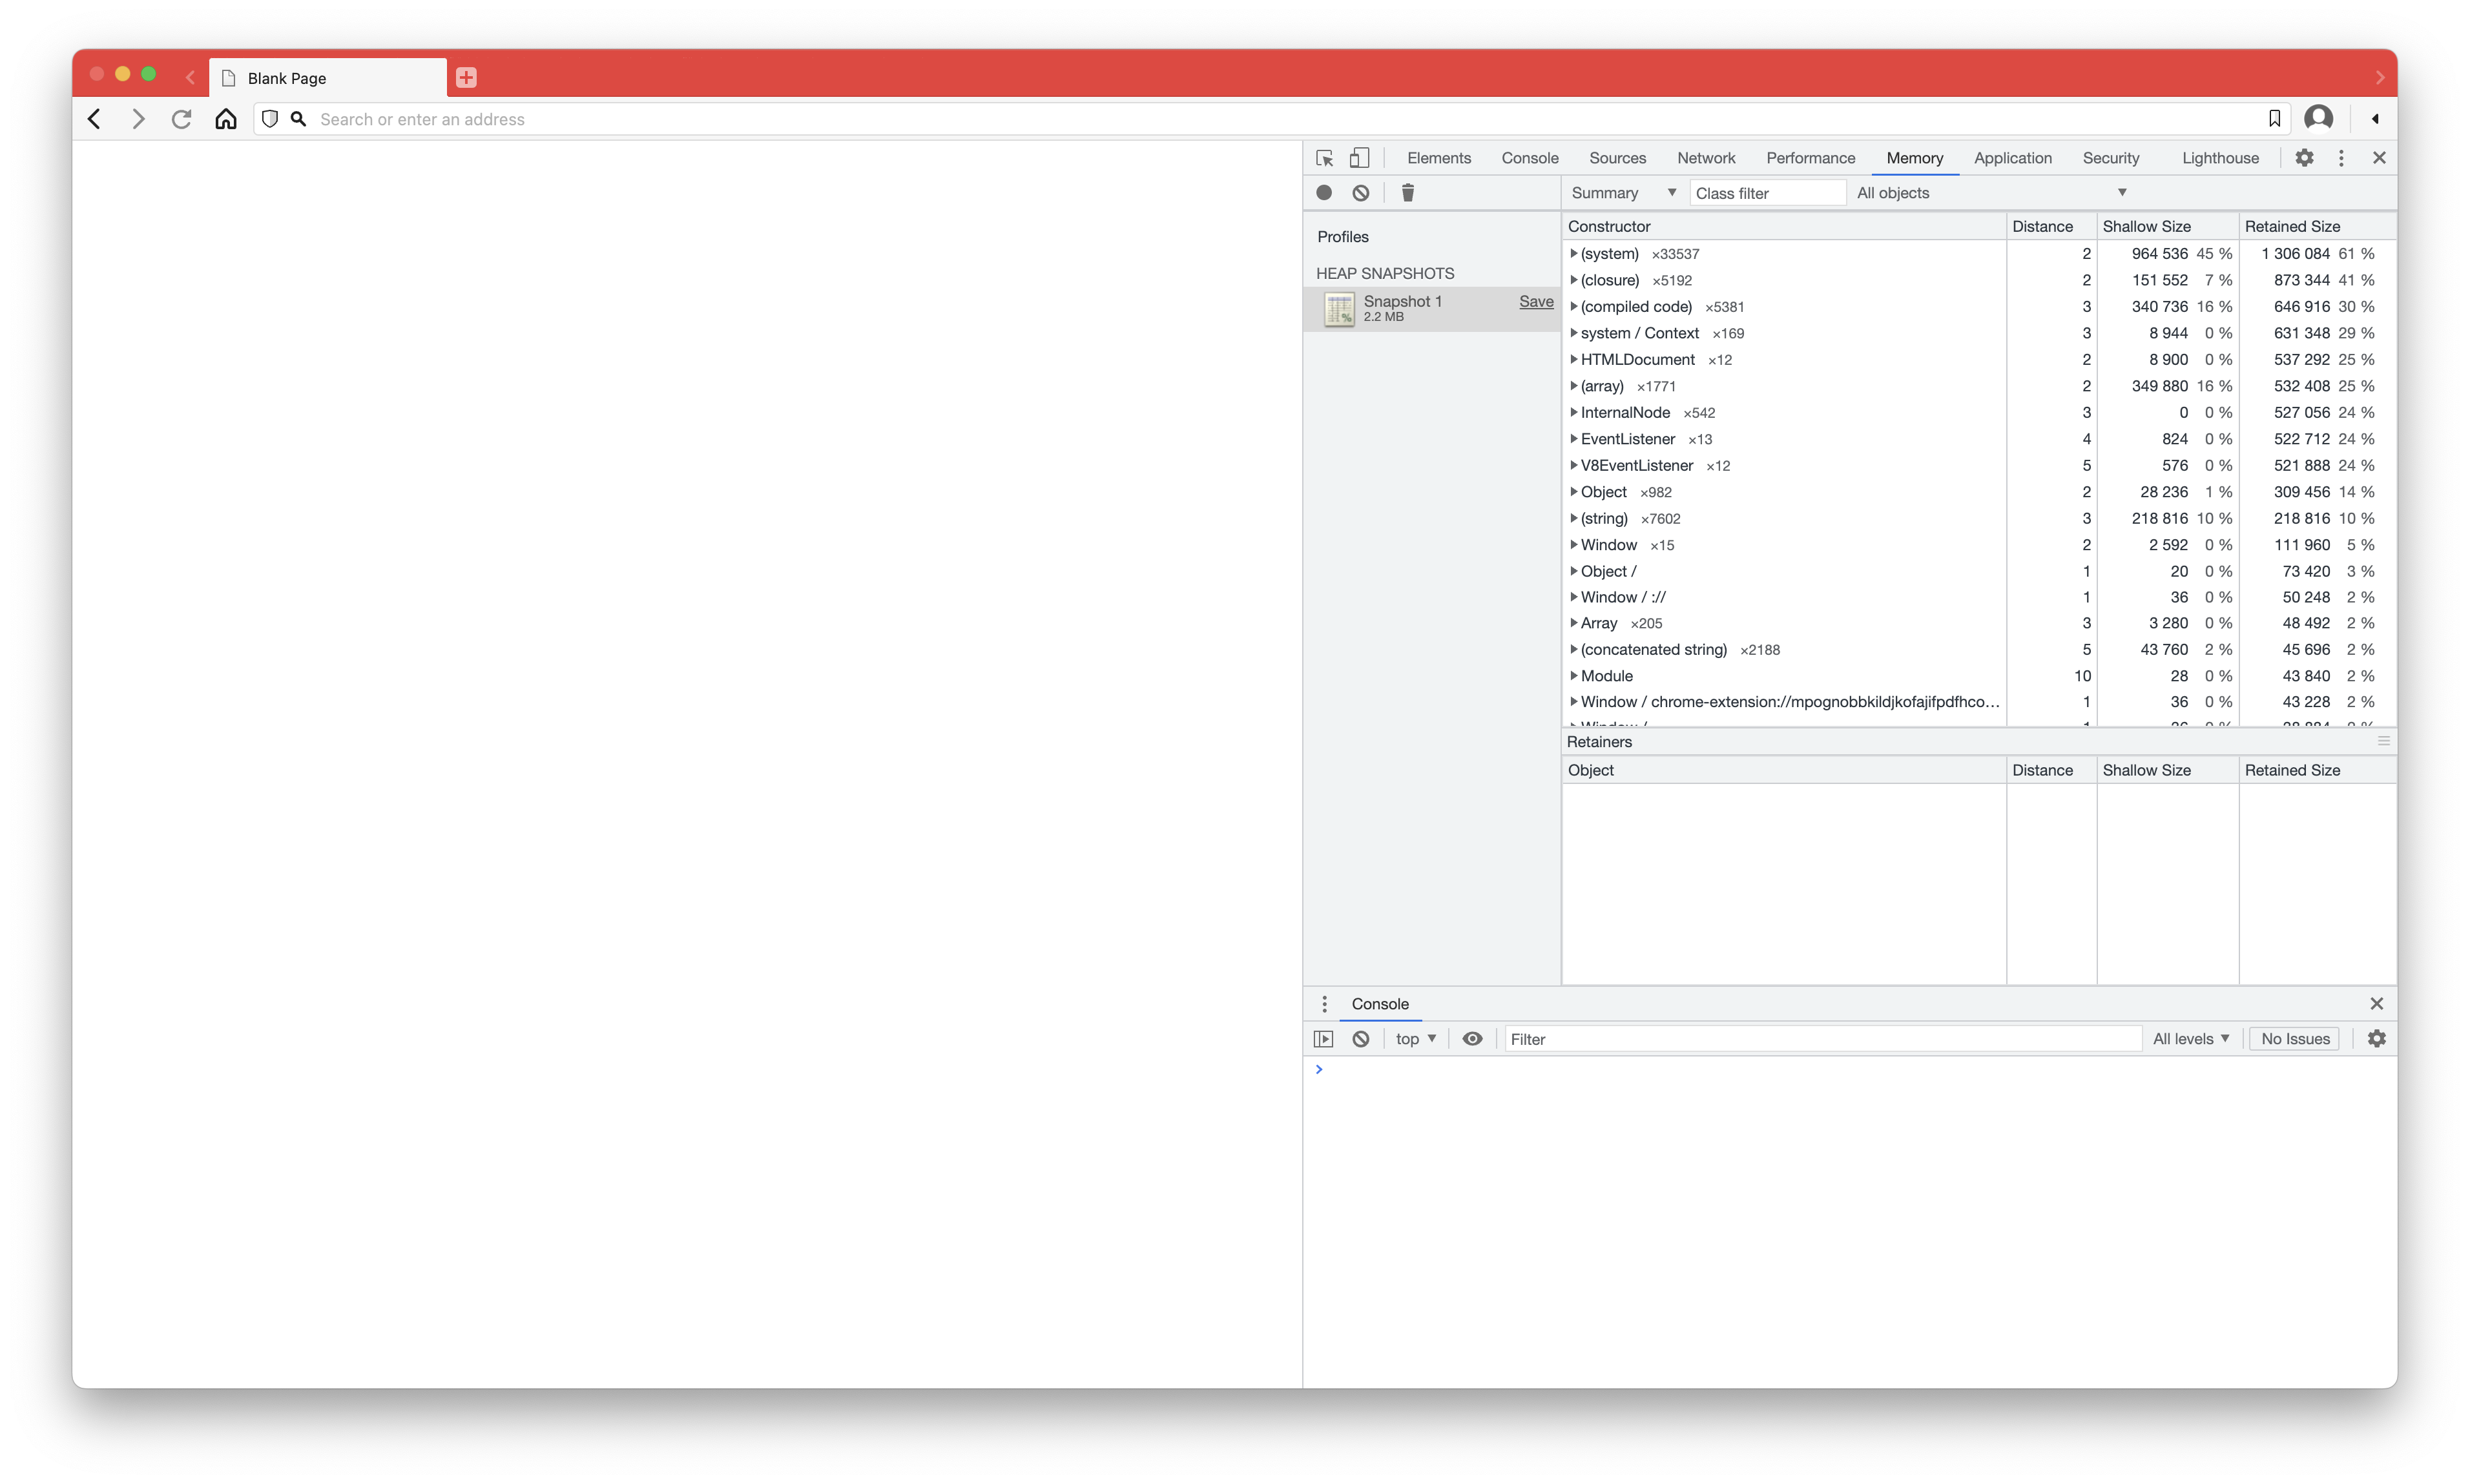 Blank Page
Search or enter an address
Elements Console Sources Network Performance Memory Application Security Lighthouse
Summary Class filter All objects
Profiles
HEAP SNAPSHOTS
Snapshot 1 Save
2.2 MB
Constructor Distance Shallow Size Retained Size
(system) ×33537 2 964 536 45 % 1 306 084 61 %
(closure) ×5192 2 151 552 7 % 873 344 41 %
(compiled code) ×5381 3 340 736 16 % 646 916 30 %
system / Context ×169 3 8 944 0 % 631 348 29 %
HTMLDocument ×12 2 8 900 0 % 537 292 25 %
(array) ×1771 2 349 880 16 % 532 408 25 %
InternalNode ×542 3 0 0 % 527 056 24 %
EventListener ×13 4 824 0 % 522 712 24 %
V8EventListener ×12 5 576 0 % 521 888 24 %
Object ×982 2 28 236 1 % 309 456 14 %
(string) ×7602 3 218 816 10 % 218 816 10 %
Window ×15 2 2 592 0 % 111 960 5 %
Object / 1 20 0 % 73 420 3 %
Window / :// 1 36 0 % 50 248 2 %
Array ×205 3 3 280 0 % 48 492 2 %
(concatenated string) ×2188 5 43 760 2 % 45 696 2 %
Module 10 28 0 % 43 840 2 %
Window / chrome-extension://mpognobbkildjkofajifpdfhco… 1 36 0 % 43 228 2 %
Retainers
Object Distance Shallow Size Retained Size
Console
top Filter All levels No Issues